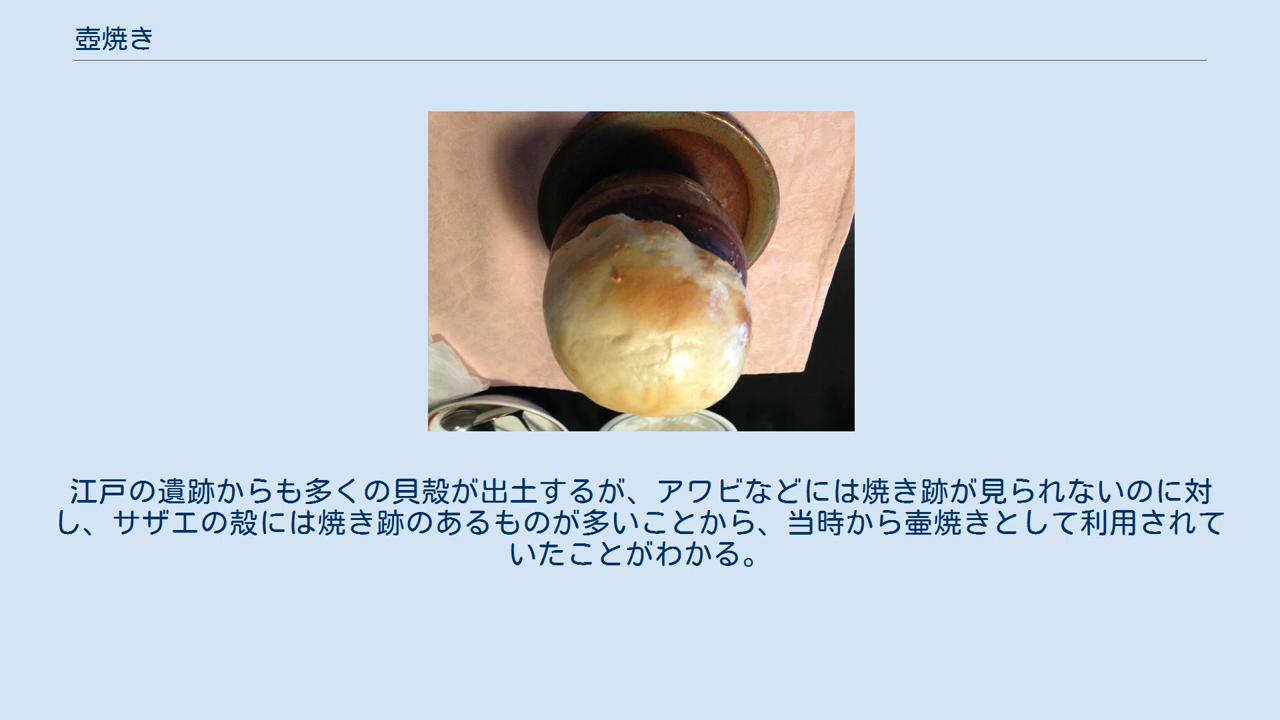 壺焼き
江戸の遺跡からも多くの貝殻が出土するが、アワビなどには焼き跡が見られないのに対
し、サザエの殻には焼き跡のあるものが多いことから、当時から壷焼きとして利用されて
いたことがわかる。